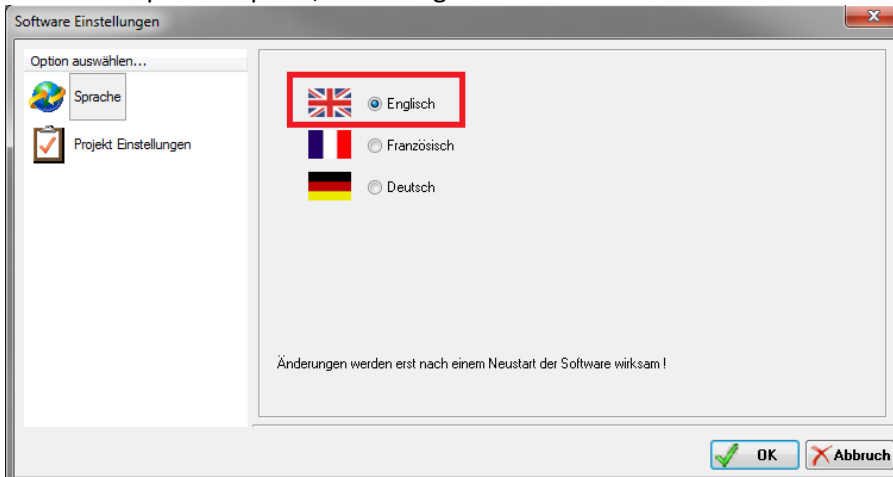 Software Einstellungen
Option auswählen...
Sprache
Projekt Einstellungen
Englisch
Französisch
Deutsch
Änderungen werden erst nach einem Neustart der Software wirksam !
OK
Abbruch